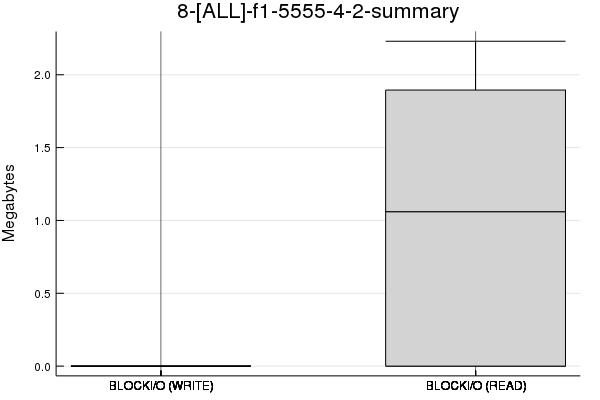 8-[ALL]-f1-5555-4-2-summary
Megabytes
2.0
1.5
1.0
0.5
0.0
BLOCKI/O (WRITE)
BLOCKI/O (READ)